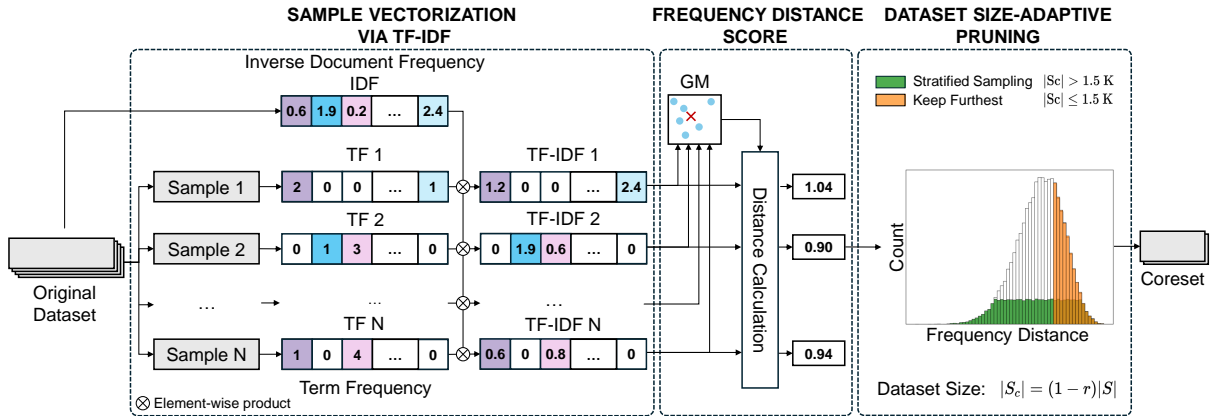 SAMPLE VECTORIZATION
VIA TF-IDF
FREQUENCY DISTANCE
SCORE
DATASET SIZE-ADAPTIVE
PRUNING
Inverse Document Frequency
IDF
0.6 1.9 0.2 ... 2.4
TF 1
TF-IDF 1
Sample 1
2 0 0 ... 1
1.2 0 0 ... 2.4
TF 2
TF-IDF 2
Sample 2
0 1 3 ... 0
0 1.9 0.6 ... 0
... ... ...
TF N
TF-IDF N
Sample N
1 0 4 ... 0
0.6 0 0.8 ... 0
Term Frequency
⊗ Element-wise product
Original
Dataset
GM
Distance Calculation
1.04
0.90
0.94
Stratified Sampling |Sc| > 1.5 K
Keep Furthest |Sc| ≤ 1.5 K
Count
Frequency Distance
Dataset Size: |S_c| = (1 − r)|S|
Coreset